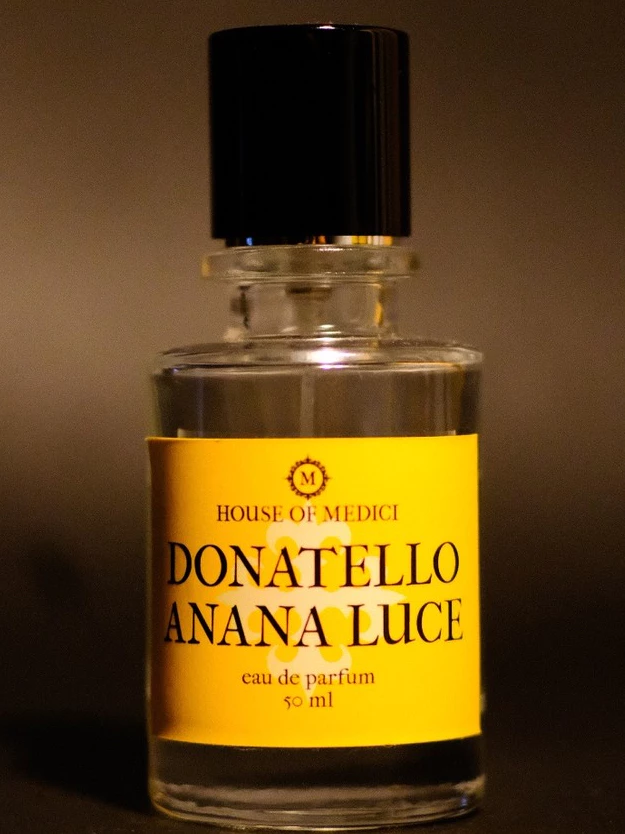 M
HOUSE OF MEDICI
DONATELLO
ANANA LUCE
eau de parfum
50 ml